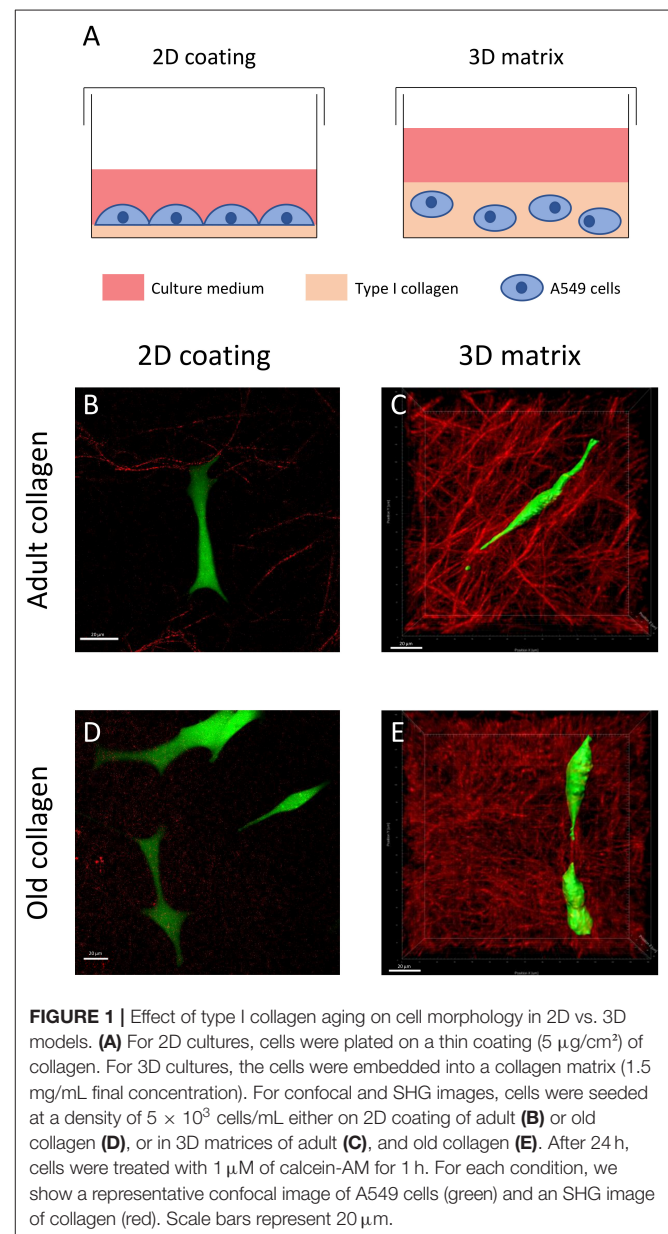 A
2D coating
3D matrix
Culture medium
Type I collagen
A549 cells
2D coating
3D matrix
Adult collagen
B
20 µm
C
20 µm
Old collagen
D
20 µm
E
20 µm
FIGURE 1 | Effect of type I collagen aging on cell morphology in 2D vs. 3D
models. (A) For 2D cultures, cells were plated on a thin coating (5 µg/cm²) of
collagen. For 3D cultures, the cells were embedded into a collagen matrix (1.5
mg/mL final concentration). For confocal and SHG images, cells were seeded
at a density of 5 × 10³ cells/mL either on 2D coating of adult (B) or old
collagen (D), or in 3D matrices of adult (C), and old collagen (E). After 24 h,
cells were treated with 1 µM of calcein-AM for 1 h. For each condition, we
show a representative confocal image of A549 cells (green) and an SHG image
of collagen (red). Scale bars represent 20 µm.